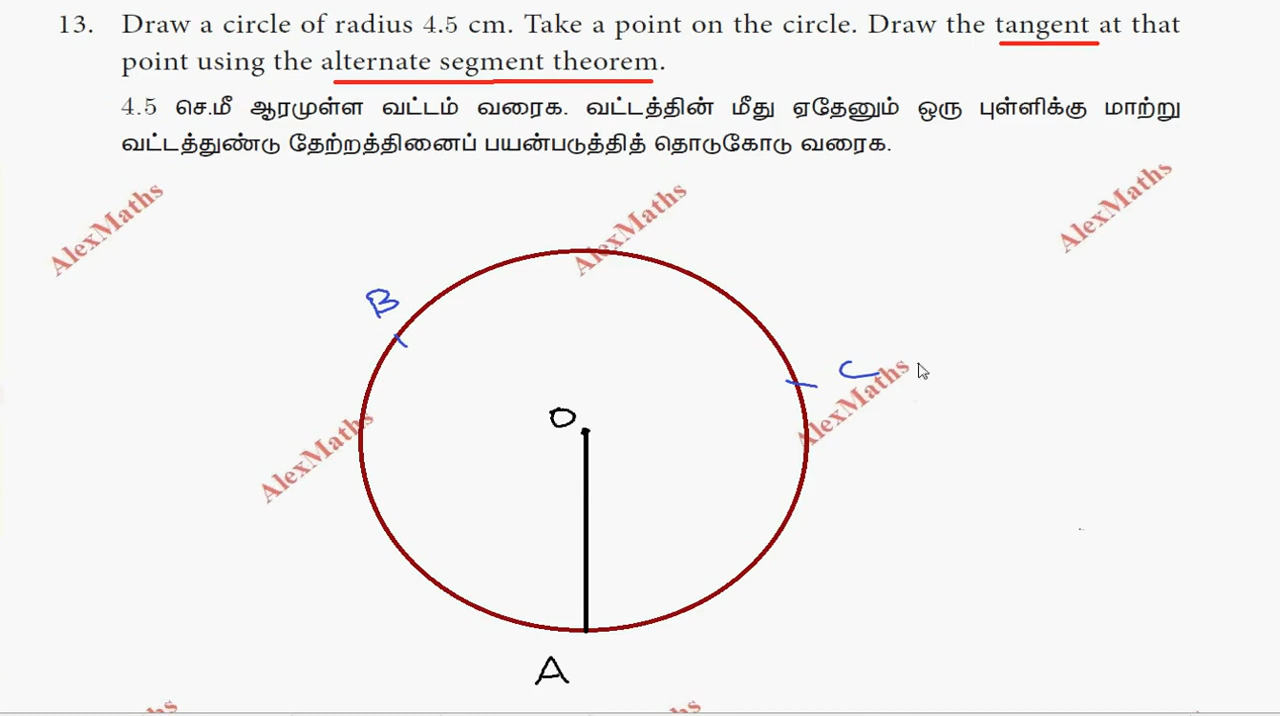 13. Draw a circle of radius 4.5 cm. Take a point on the circle. Draw the tangent at that
point using the alternate segment theorem.
4.5 செ.மீ ஆரமுள்ள வட்டம் வரைக. வட்டத்தின் மீது ஏதேனும் ஒரு புள்ளிக்கு மாற்று
வட்டத்துண்டு தேற்றத்தினைப் பயன்படுத்தித் தொடுகோடு வரைக.
AlexMaths
AlexMaths
AlexMaths
B
C
AlexMaths
O
AlexMaths
A